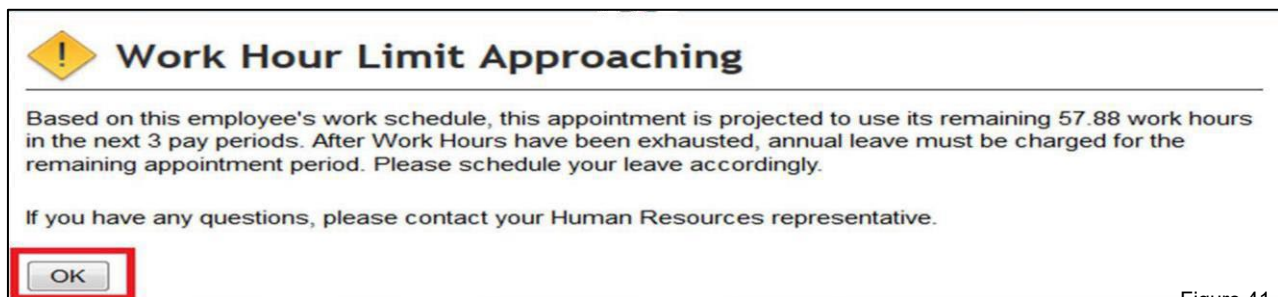 Work Hour Limit Approaching
Based on this employee's work schedule, this appointment is projected to use its remaining 57.88 work hours
in the next 3 pay periods. After Work Hours have been exhausted, annual leave must be charged for the
remaining appointment period. Please schedule your leave accordingly.
If you have any questions, please contact your Human Resources representative.
OK
Figure 41